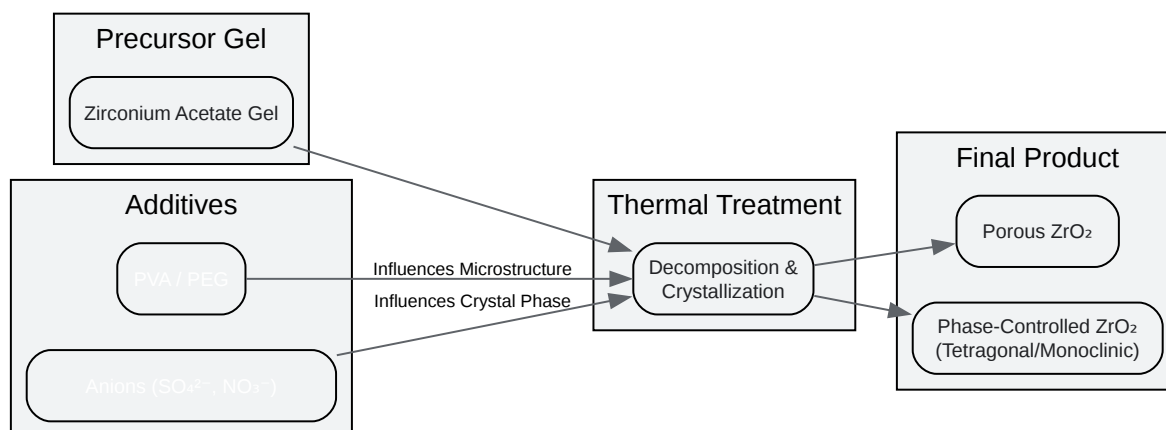 Precursor Gel
Zirconium Acetate Gel
Additives
PVA / PEG
Anions (SO₄²⁻, NO₃⁻)
Influences Microstructure
Influences Crystal Phase
Thermal Treatment
Decomposition &
Crystallization
Final Product
Porous ZrO₂
Phase-Controlled ZrO₂
(Tetragonal/Monoclinic)